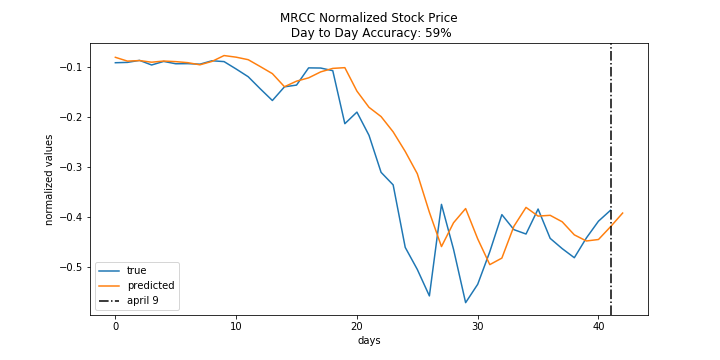 MRCC Normalized Stock Price
Day to Day Accuracy: 59%
normalized values
−0.1
−0.2
−0.3
−0.4
−0.5
true
predicted
april 9
0
10
20
30
40
days